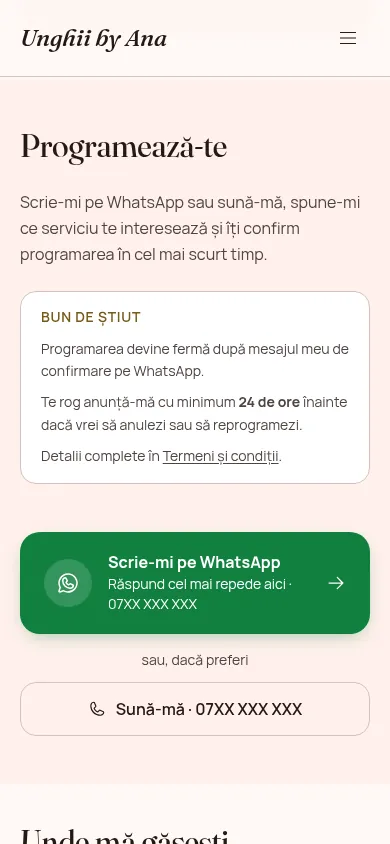 Unghii by Ana
Programează-te
Scrie-mi pe WhatsApp sau sună-mă, spune-mi
ce serviciu te interesează și îți confirm
programarea în cel mai scurt timp.
BUN DE ȘTIUT
Programarea devine fermă după mesajul meu de
confirmare pe WhatsApp.
Te rog anunță-mă cu minimum 24 de ore înainte
dacă vrei să anulezi sau să reprogramezi.
Detalii complete în Termeni și condiții.
Scrie-mi pe WhatsApp
Răspund cel mai repede aici ·
07XX XXX XXX
sau, dacă preferi
Sună-mă · 07XX XXX XXX
Unde mă găsești